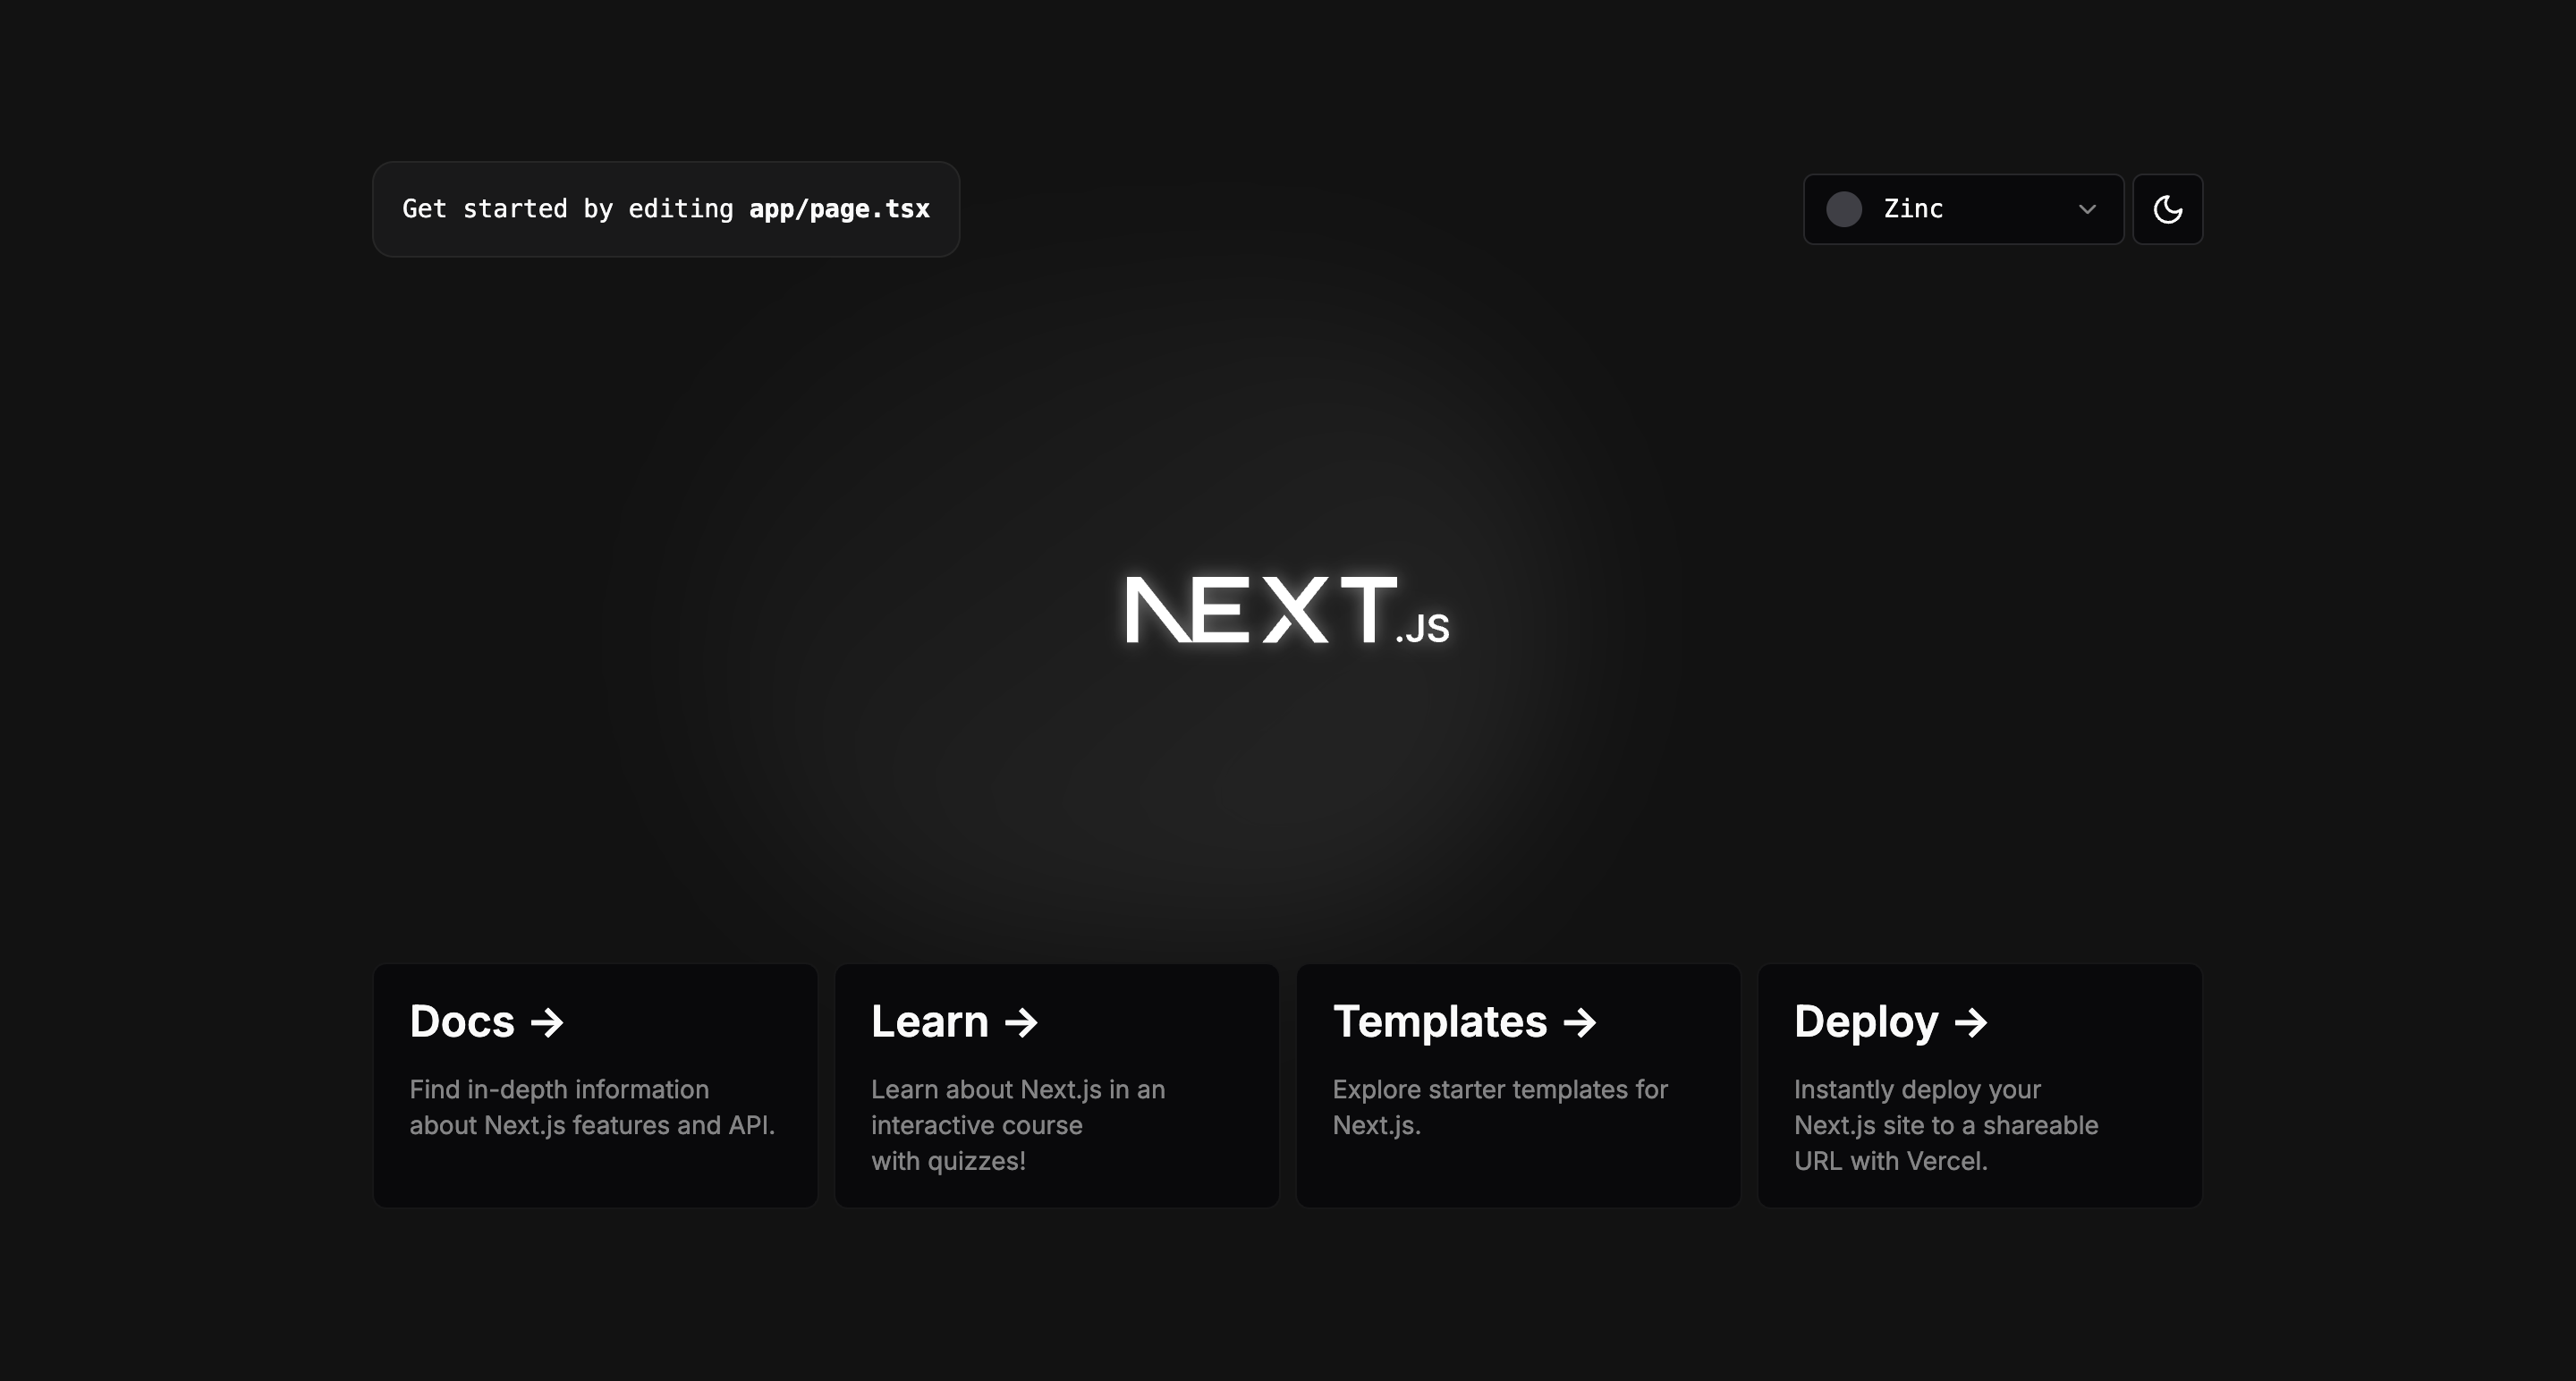 Get started by editing app/page.tsx
Zinc
NEXT.JS
Docs →
Find in-depth information
about Next.js features and API.
Learn →
Learn about Next.js in an
interactive course
with quizzes!
Templates →
Explore starter templates for
Next.js.
Deploy →
Instantly deploy your
Next.js site to a shareable
URL with Vercel.